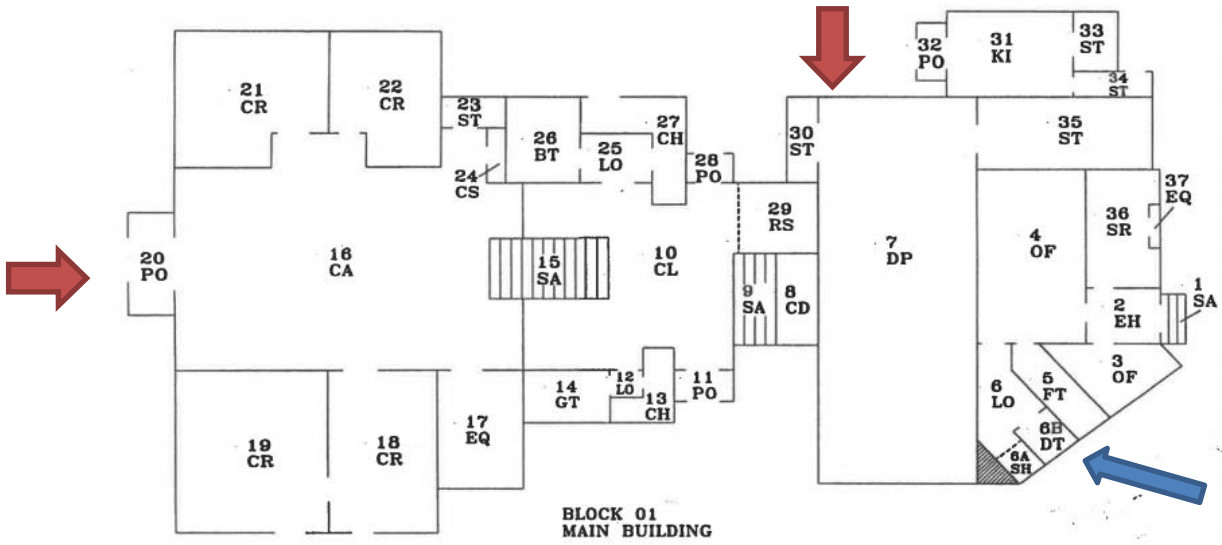 21
CR
22
CR
23
ST
24
CS
26
BT
25
LO
27
CH
28
PO
30
ST
32
PO
31
KI
33
ST
34
ST
35
ST
20
PO
16
CA
15
SA
10
CL
29
RS
9
SA
8
CD
7
DP
4
OF
36
SR
37
EQ
1
SA
2
EH
3
OF
5
FT
6
LO
6B
DT
6A
SH
19
CR
18
CR
17
EQ
14
GT
12
LO
13
CH
11
PO
BLOCK 01
MAIN BUILDING